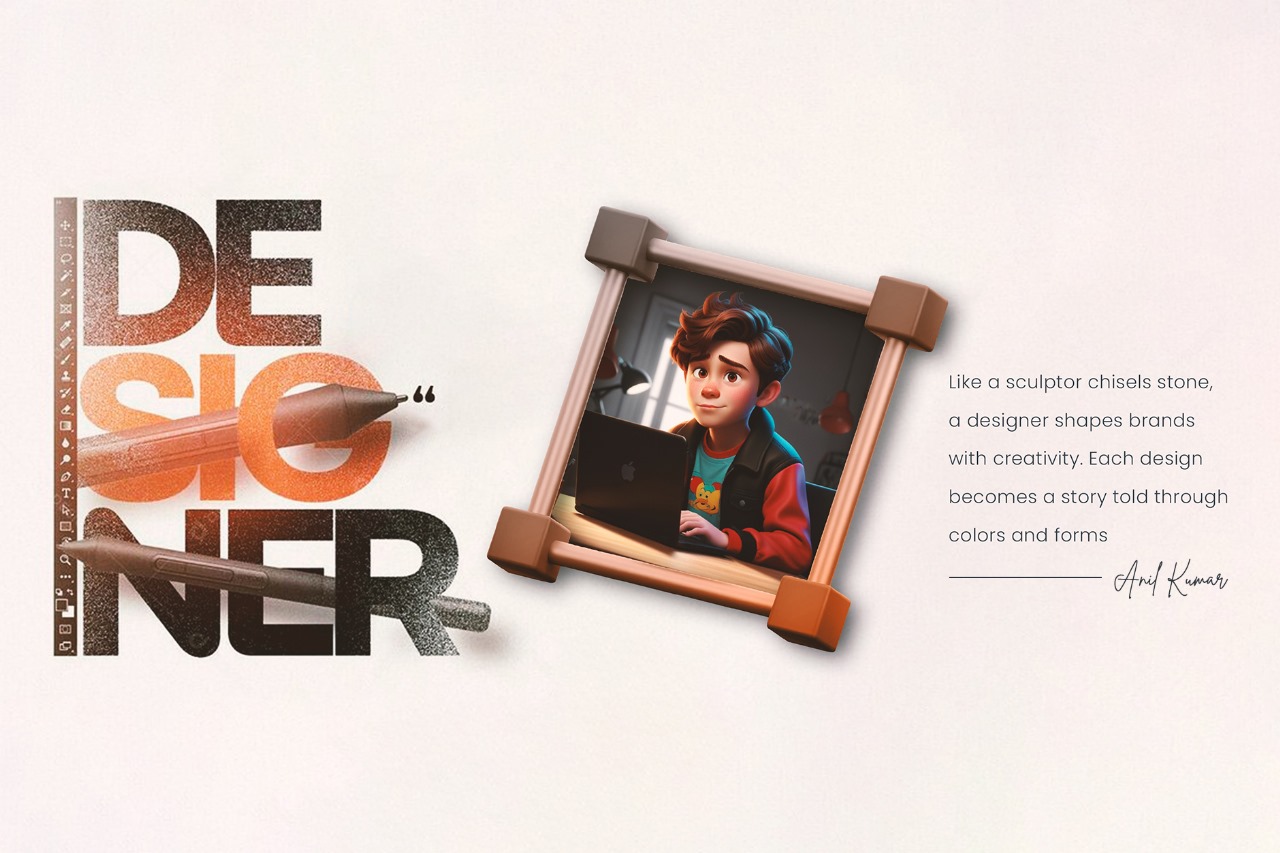 DE
SIG
NER
“
Like a sculptor chisels stone,
a designer shapes brands
with creativity. Each design
becomes a story told through
colors and forms
Anil Kumar